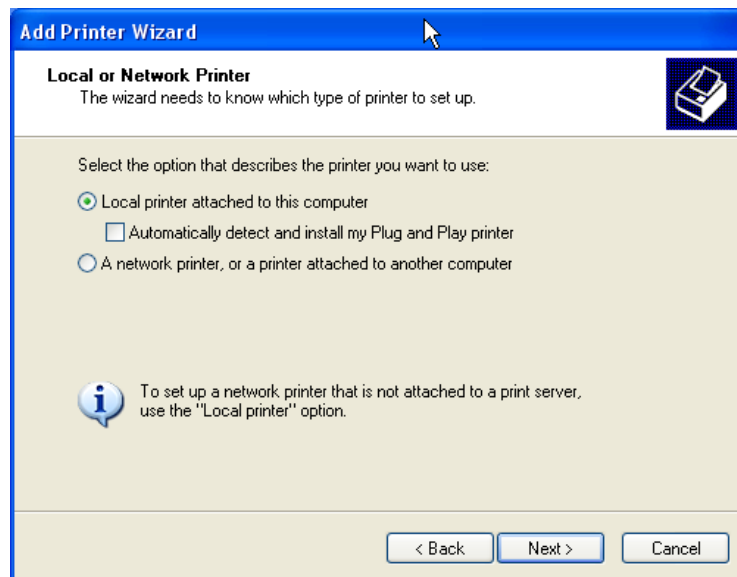 Add Printer Wizard
Local or Network Printer
The wizard needs to know which type of printer to set up.
Select the option that describes the printer you want to use:
Local printer attached to this computer
Automatically detect and install my Plug and Play printer
A network printer, or a printer attached to another computer
To set up a network printer that is not attached to a print server,
use the "Local printer" option.
< Back Next > Cancel